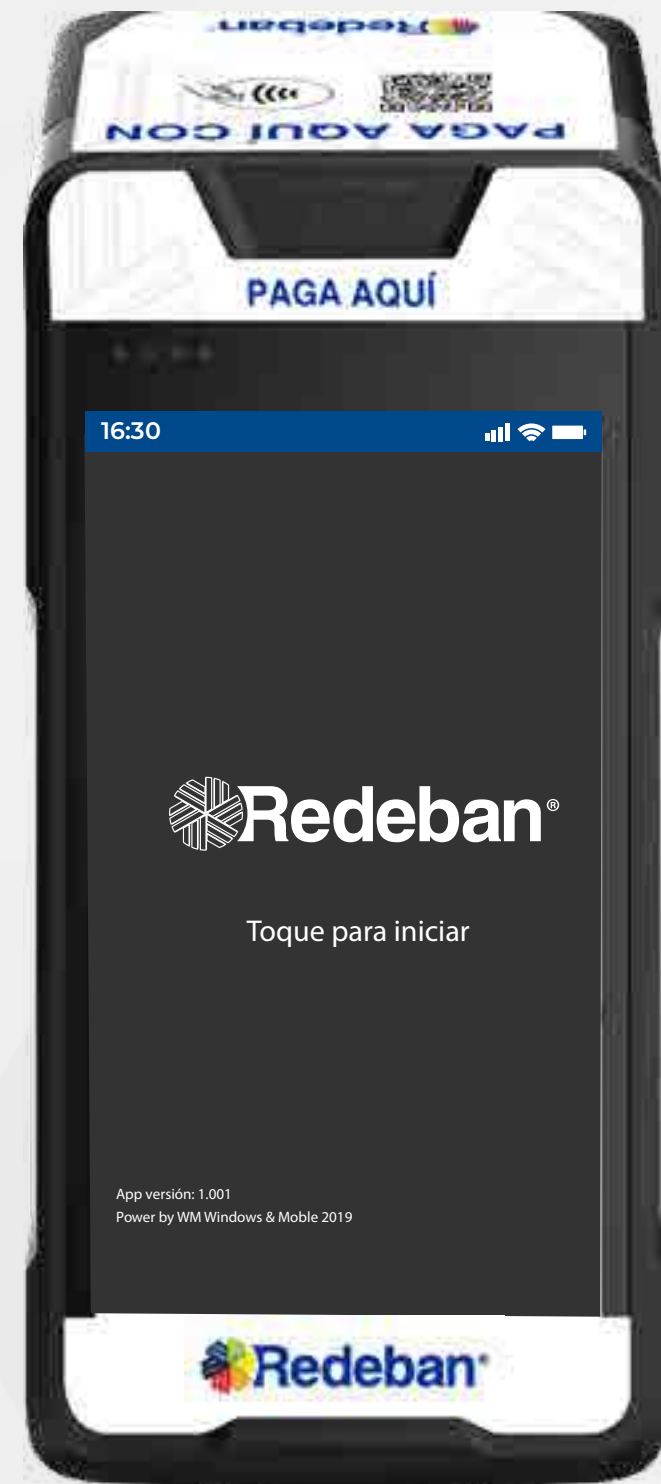 Redeban
PAGA AQUÍ CON
PAGA AQUÍ
16:30
Redeban®
Toque para iniciar
App versión: 1.001
Power by WM Windows & Moble 2019
Redeban